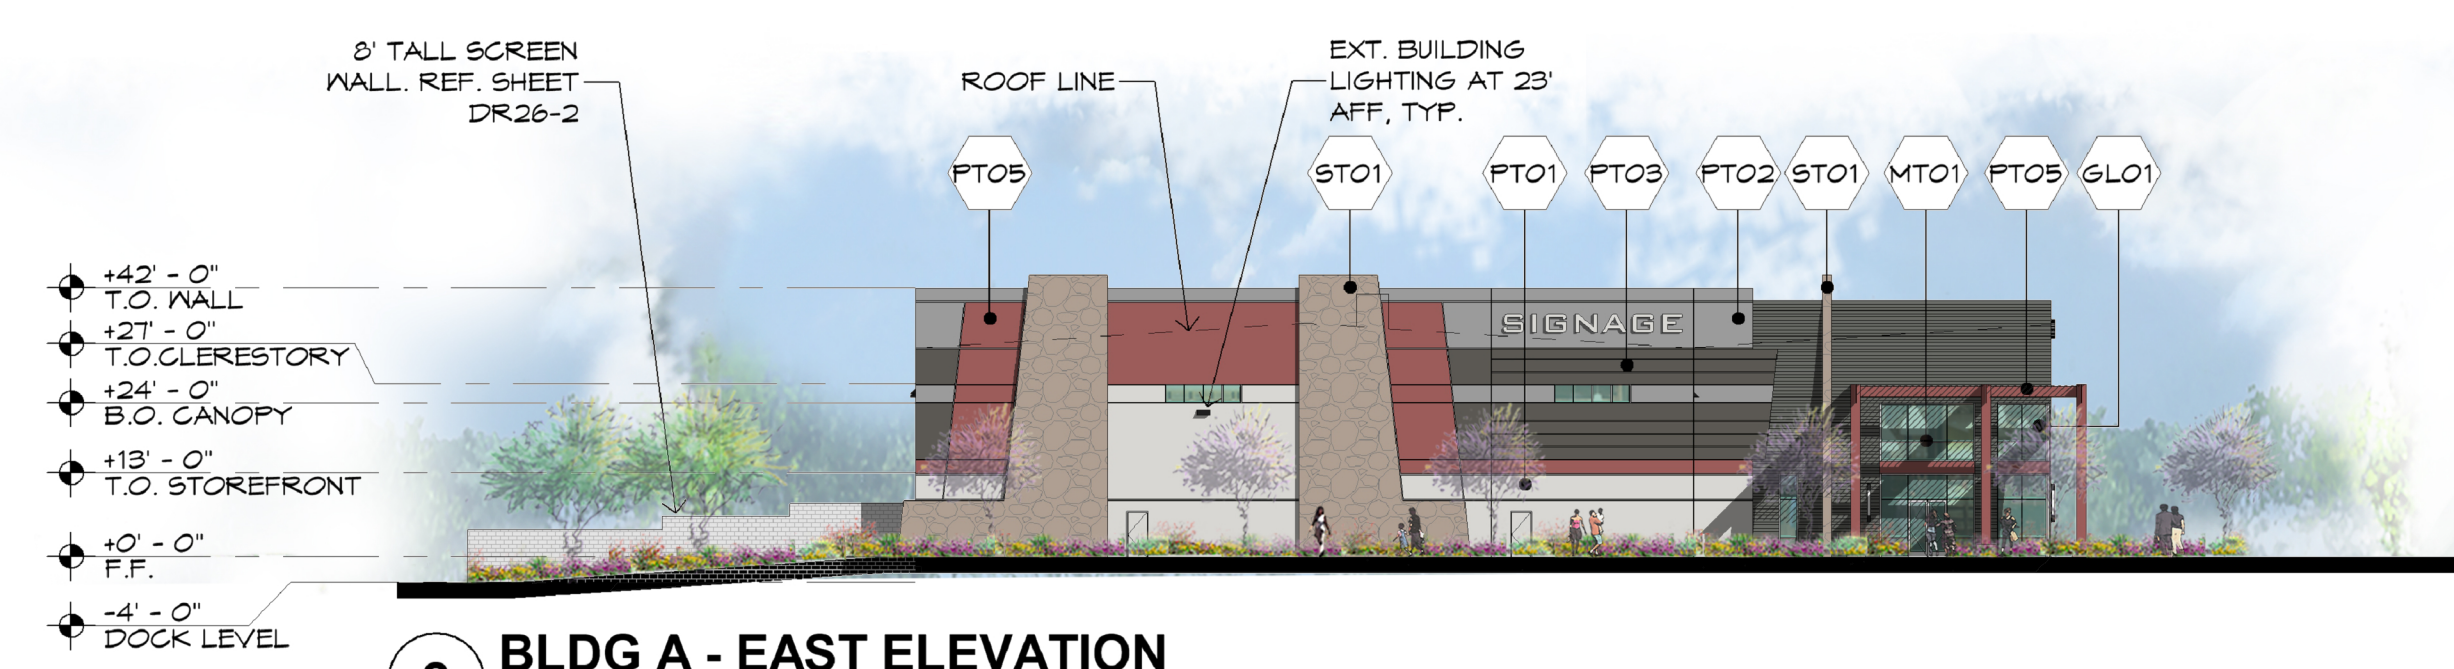 8' TALL SCREEN
WALL. REF. SHEET
DR26-2
ROOF LINE
EXT. BUILDING
LIGHTING AT 23'
AFF, TYP.
PT05
ST01
PT01
PT03
PT02
ST01
MT01
PT05
GL01
+42' - 0"
T.O. WALL
+27' - 0"
T.O.CLERESTORY
+24' - 0"
B.O. CANOPY
+13' - 0"
T.O. STOREFRONT
+0' - 0"
F.F.
-4' - 0"
DOCK LEVEL
SIGNAGE
BLDG A - EAST ELEVATION